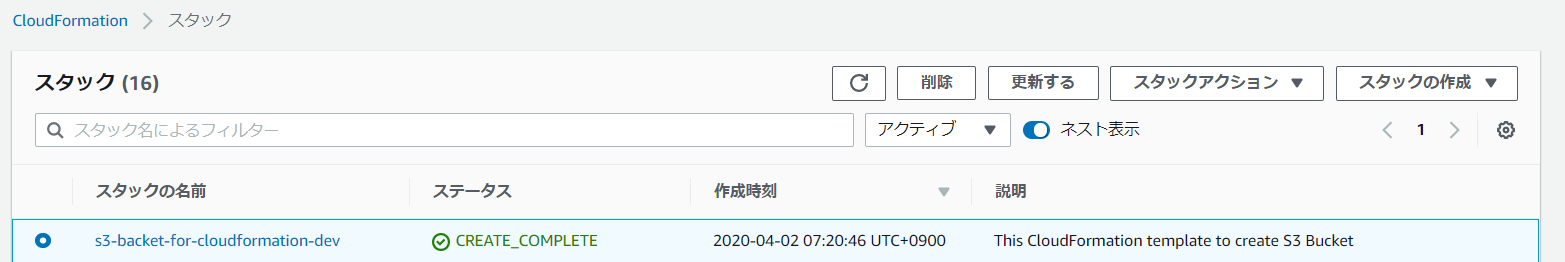 CloudFormation > スタック
スタック (16)
削除 更新する スタックアクション スタックの作成
スタック名によるフィルター アクティブ ネスト表示 1
スタックの名前 ステータス 作成時刻 説明
s3-backet-for-cloudformation-dev CREATE_COMPLETE 2020-04-02 07:20:46 UTC+0900 This CloudFormation template to create S3 Bucket